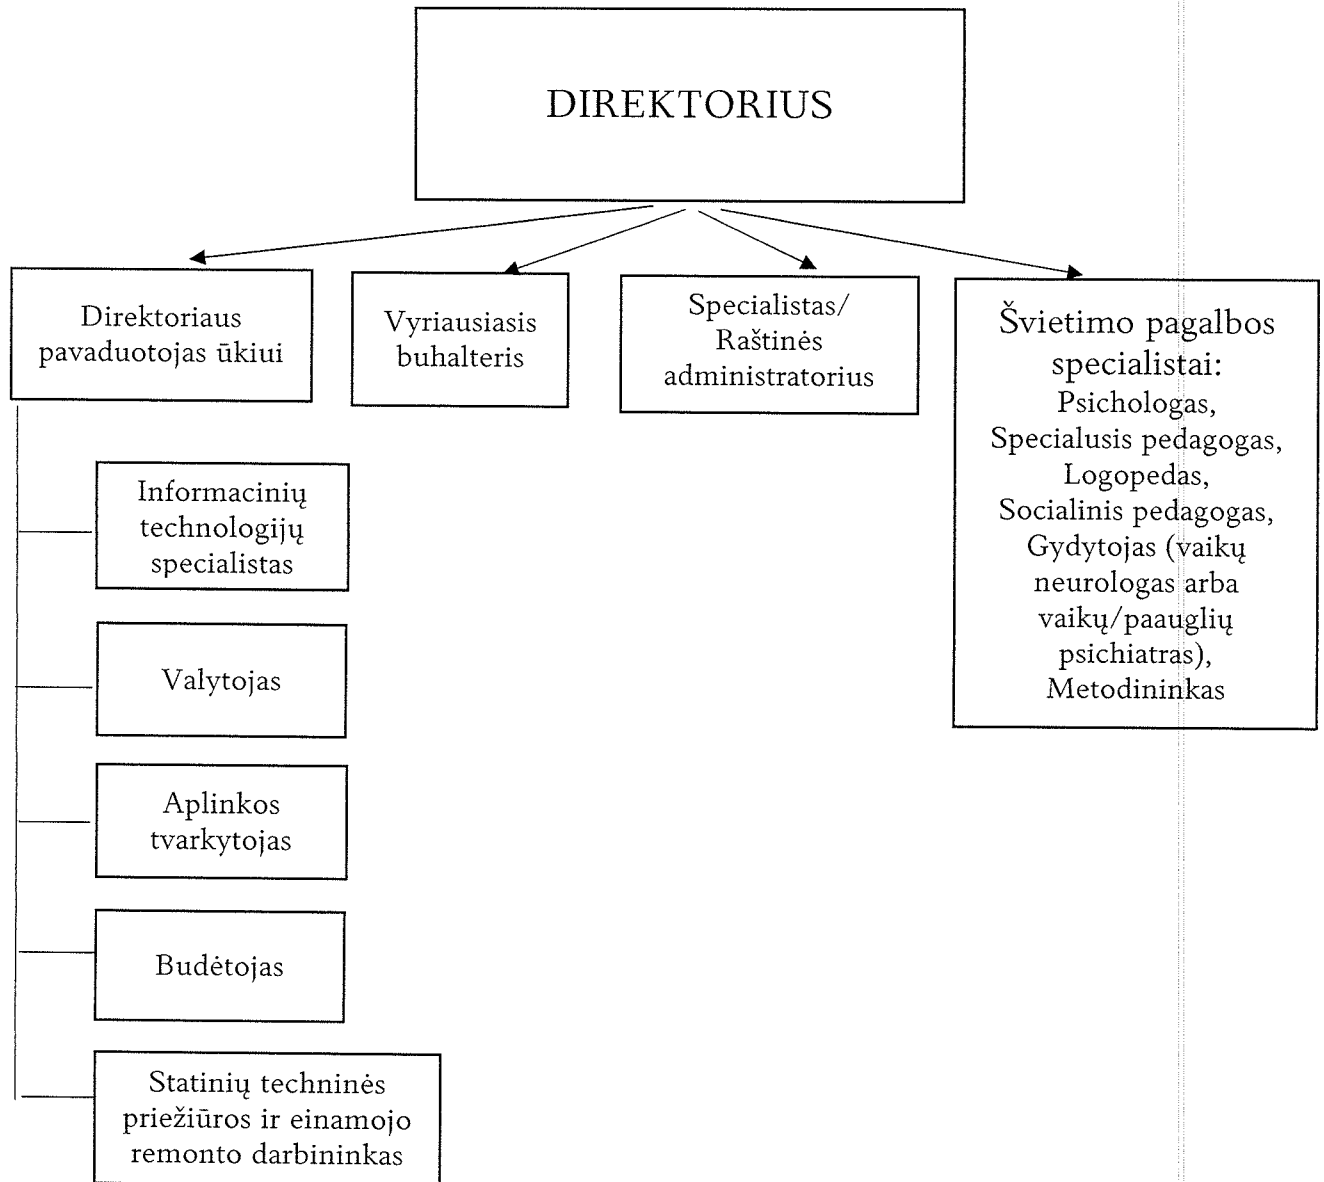 DIREKTORIUS
Direktoriaus
pavaduotojas ūkiui
Vyriausiasis
buhalteris
Specialistas/
Raštinės
administratorius
Švietimo pagalbos
specialistai:
Psichologas,
Specialusis pedagogas,
Logopedas,
Socialinis pedagogas,
Gydytojas (vaikų
neurologas arba
vaikų/paauglių
psichiatras),
Metodininkas
Informacinių
technologijų
specialistas
Valytojas
Aplinkos
tvarkytojas
Budėtojas
Statinių techninės
priežiūros ir einamojo
remonto darbininkas